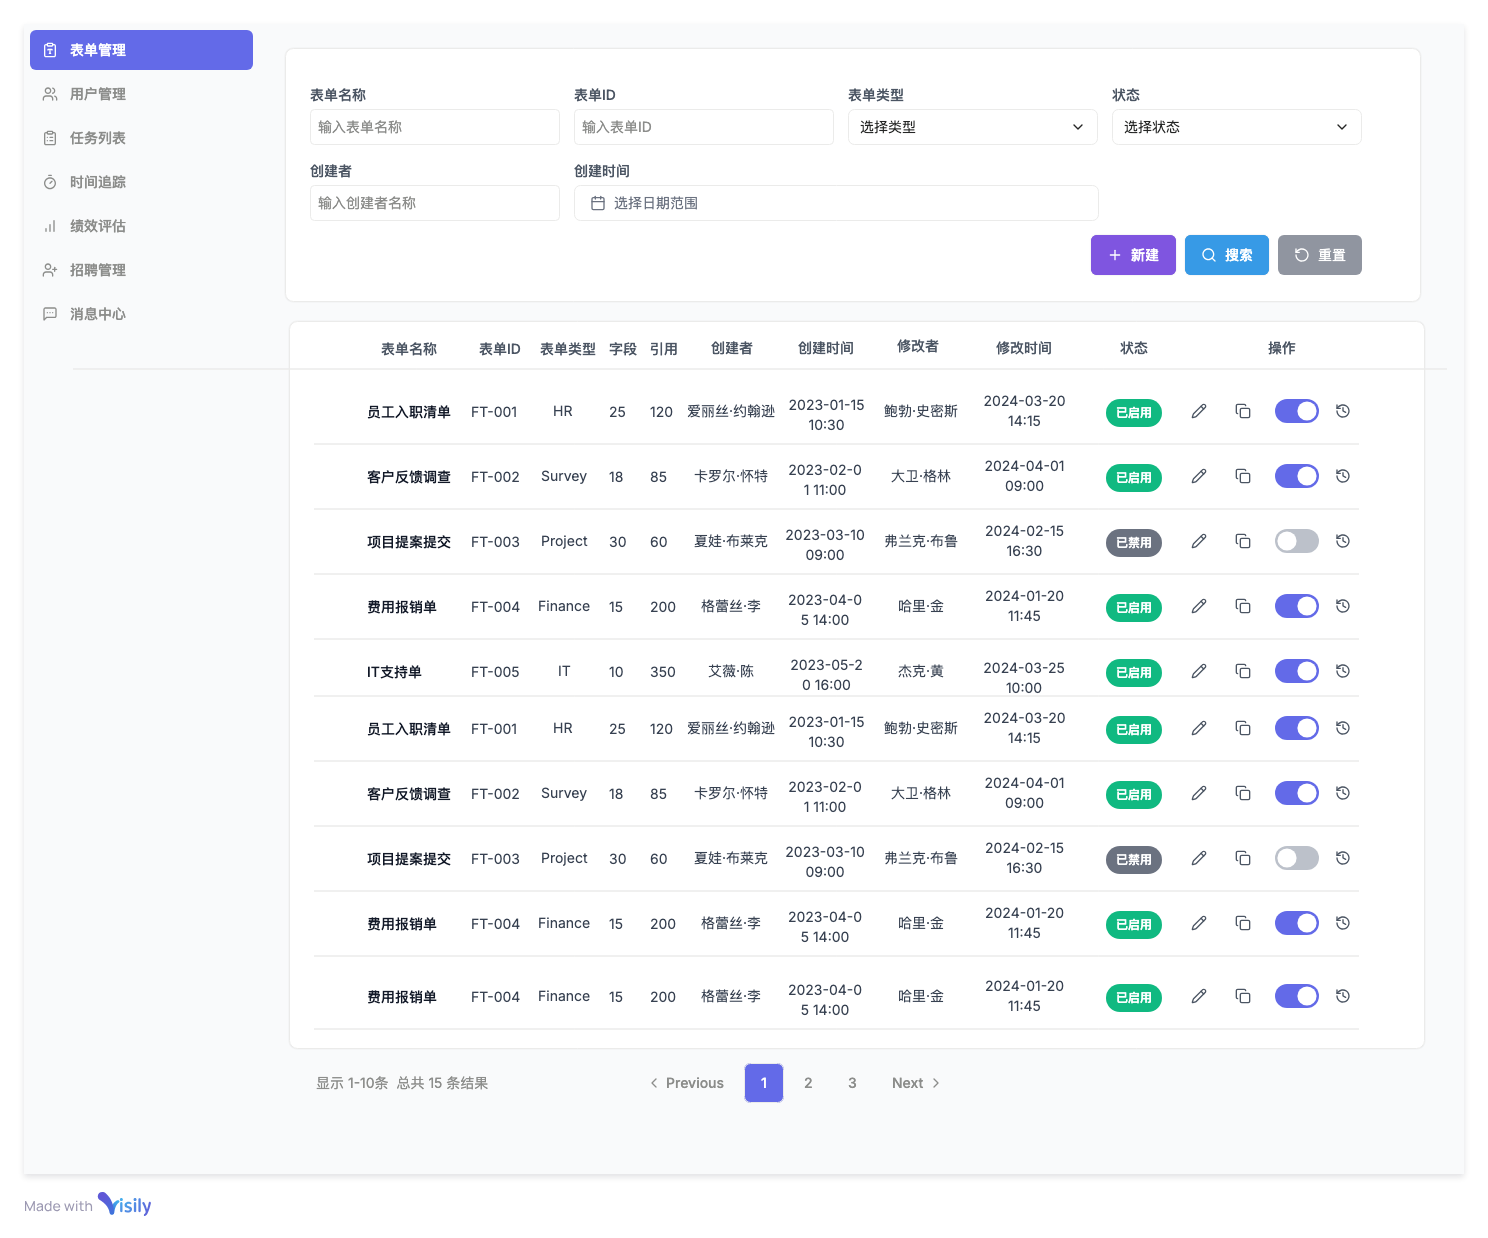 表单管理
用户管理
任务列表
时间追踪
绩效评估
招聘管理
消息中心
表单名称 表单ID 表单类型 状态
输入表单名称 输入表单ID 选择类型 选择状态
创建者 创建时间
输入创建者名称 选择日期范围
新建 搜索 重置
表单名称 表单ID 表单类型 字段 引用 创建者 创建时间 修改者 修改时间 状态 操作
员工入职清单 FT-001 HR 25 120 爱丽丝·约翰逊 2023-01-15 鲍勃·史密斯 2024-03-20 已启用
10:30 14:15
客户反馈调查 FT-002 Survey 18 85 卡罗尔·怀特 2023-02-0 大卫·格林 2024-04-01 已启用
1 11:00 09:00
项目提案提交 FT-003 Project 30 60 夏娃·布莱克 2023-03-10 弗兰克·布鲁 2024-02-15 已禁用
09:00 16:30
费用报销单 FT-004 Finance 15 200 格蕾丝·李 2023-04-0 哈里·金 2024-01-20 已启用
5 14:00 11:45
IT支持单 FT-005 IT 10 350 艾薇·陈 2023-05-2 杰克·黄 2024-03-25 已启用
0 16:00 10:00
员工入职清单 FT-001 HR 25 120 爱丽丝·约翰逊 2023-01-15 鲍勃·史密斯 2024-03-20 已启用
10:30 14:15
客户反馈调查 FT-002 Survey 18 85 卡罗尔·怀特 2023-02-0 大卫·格林 2024-04-01 已启用
1 11:00 09:00
项目提案提交 FT-003 Project 30 60 夏娃·布莱克 2023-03-10 弗兰克·布鲁 2024-02-15 已禁用
09:00 16:30
费用报销单 FT-004 Finance 15 200 格蕾丝·李 2023-04-0 哈里·金 2024-01-20 已启用
5 14:00 11:45
费用报销单 FT-004 Finance 15 200 格蕾丝·李 2023-04-0 哈里·金 2024-01-20 已启用
5 14:00 11:45
显示 1-10条 总共 15 条结果 Previous 1 2 3 Next
Made with Visily